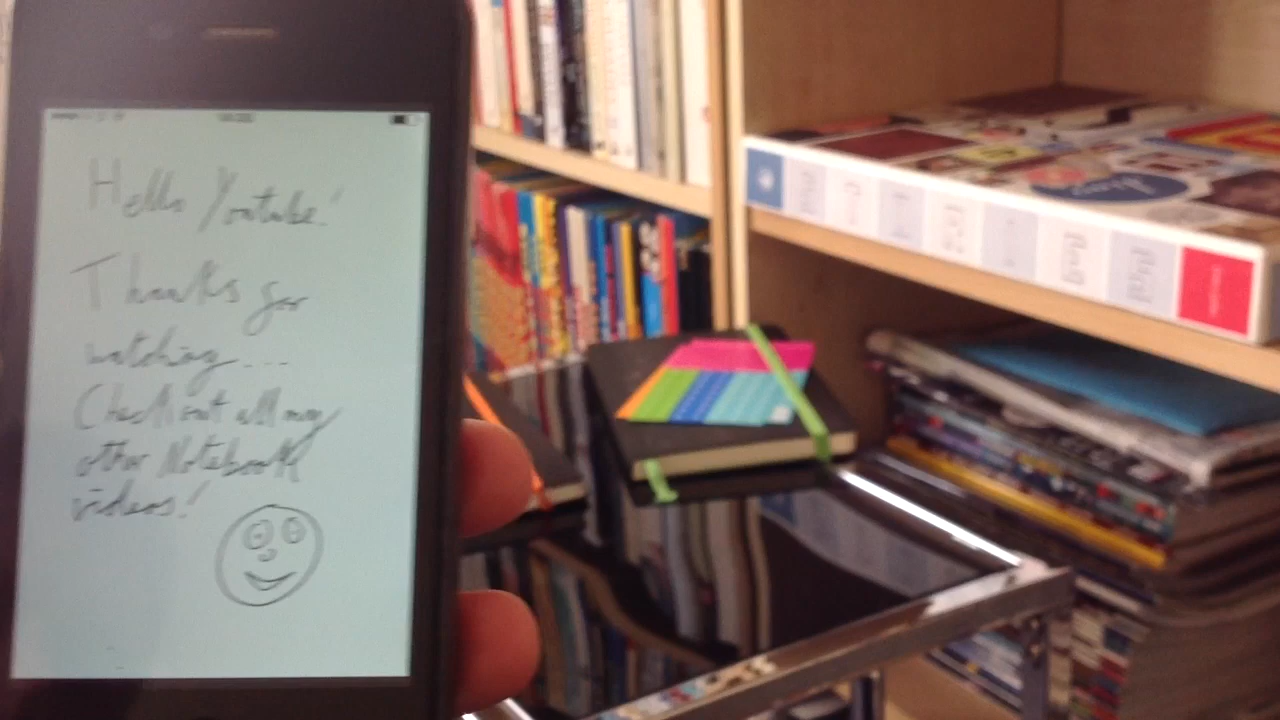 Hello Youtube!
Thanks for
watching...
Check out all my
other Notebook
videos!